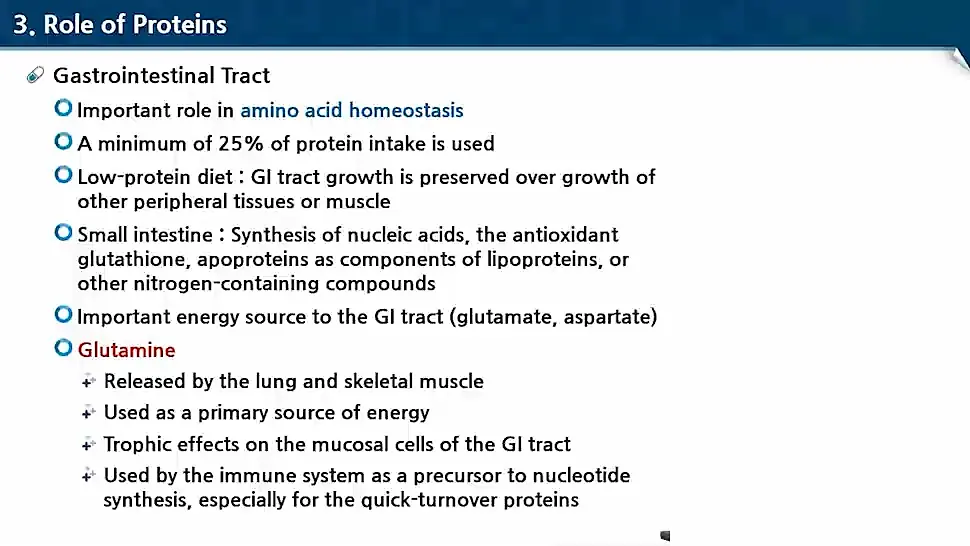 3. Role of Proteins
Gastrointestinal Tract
Important role in amino acid homeostasis
A minimum of 25% of protein intake is used
Low-protein diet : GI tract growth is preserved over growth of
other peripheral tissues or muscle
Small intestine : Synthesis of nucleic acids, the antioxidant
glutathione, apoproteins as components of lipoproteins, or
other nitrogen-containing compounds
Important energy source to the GI tract (glutamate, aspartate)
Glutamine
Released by the lung and skeletal muscle
Used as a primary source of energy
Trophic effects on the mucosal cells of the GI tract
Used by the immune system as a precursor to nucleotide
synthesis, especially for the quick-turnover proteins